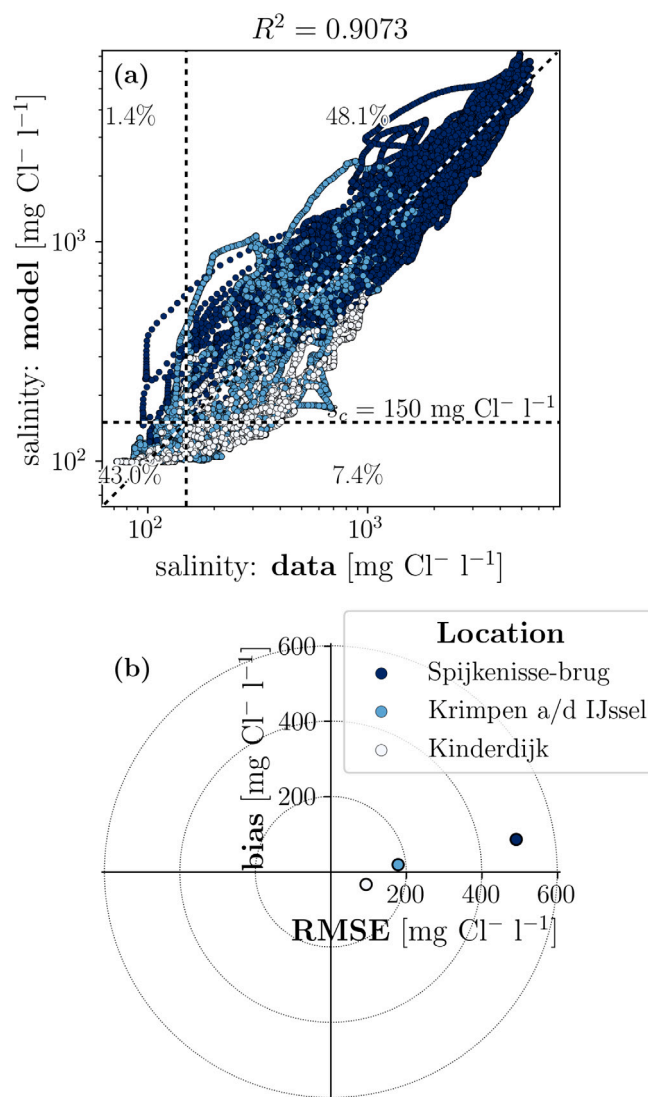 R² = 0.9073
(a)
1.4%
48.1%
10³
10²
salinity: model [mg Cl⁻ l⁻¹]
s_c = 150 mg Cl⁻ l⁻¹
43.0%
7.4%
10² 10³
salinity: data [mg Cl⁻ l⁻¹]
(b)
600
400
200
bias [mg Cl⁻ l⁻¹]
Location
Spijkenisse-brug
Krimpen a/d IJssel
Kinderdijk
200 400 600
RMSE [mg Cl⁻ l⁻¹]